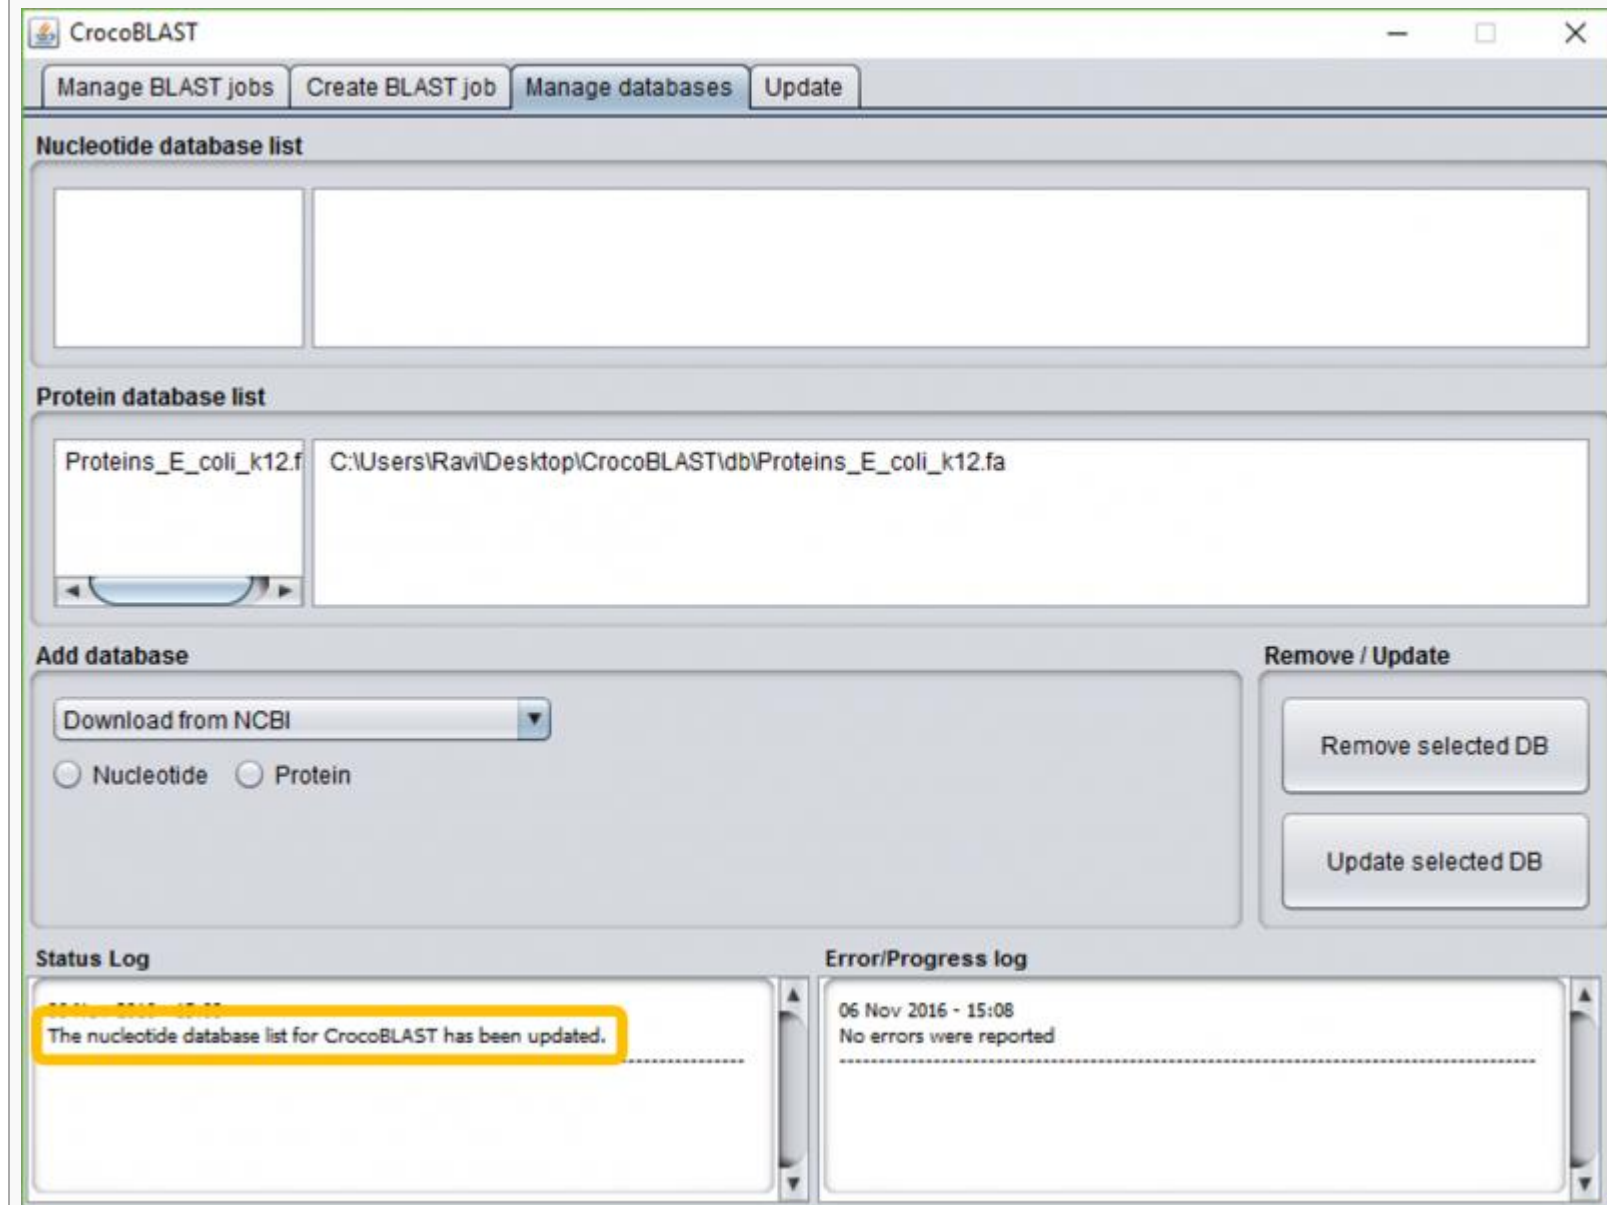 CrocoBLAST
Manage BLAST jobs Create BLAST job Manage databases Update
Nucleotide database list
Protein database list
Proteins_E_coli_k12.f C:\Users\Ravi\Desktop\CrocoBLAST\db\Proteins_E_coli_k12.fa
Add database Remove / Update
Download from NCBI
Remove selected DB
Nucleotide Protein
Update selected DB
Status Log Error/Progress log
06 Nov 2016 - 15:08
The nucleotide database list for CrocoBLAST has been updated. No errors were reported